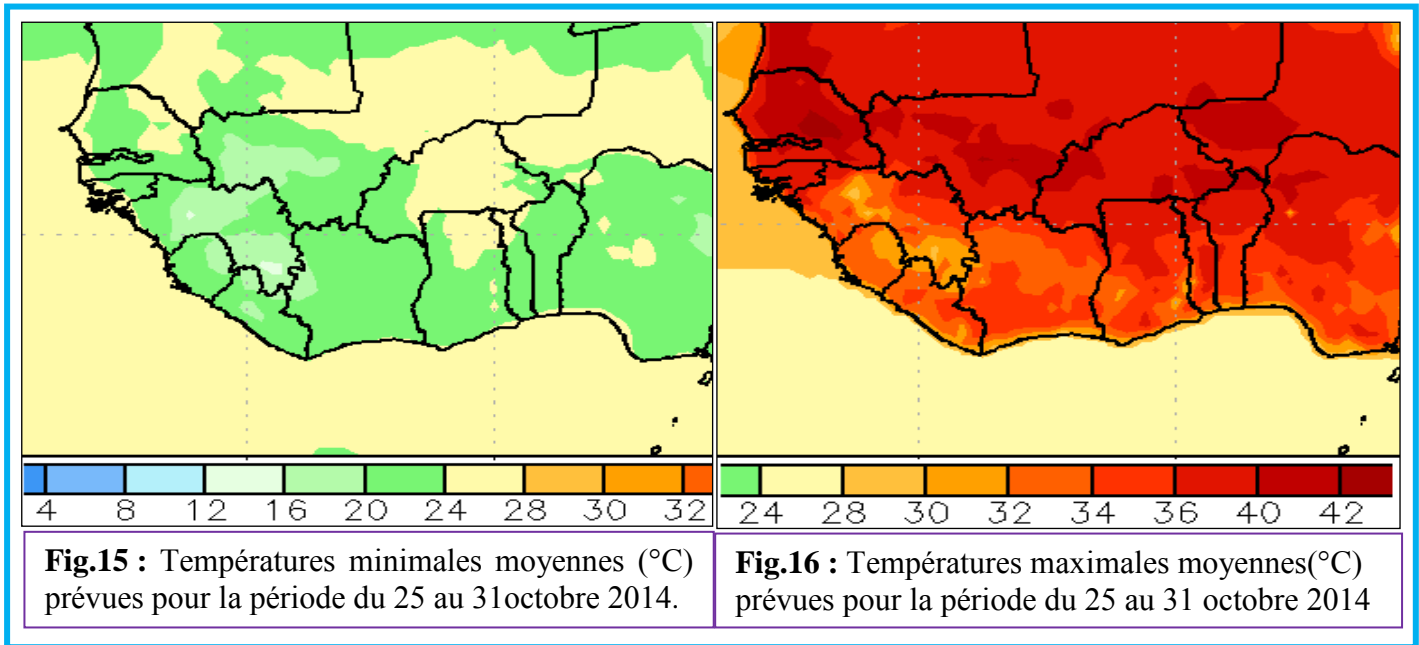 4 8 12 16 20 24 28 30 32
24 28 30 32 34 36 40 42
Fig.15 : Températures minimales moyennes (°C)
prévues pour la période du 25 au 31octobre 2014.
Fig.16 : Températures maximales moyennes(°C)
prévues pour la période du 25 au 31 octobre 2014